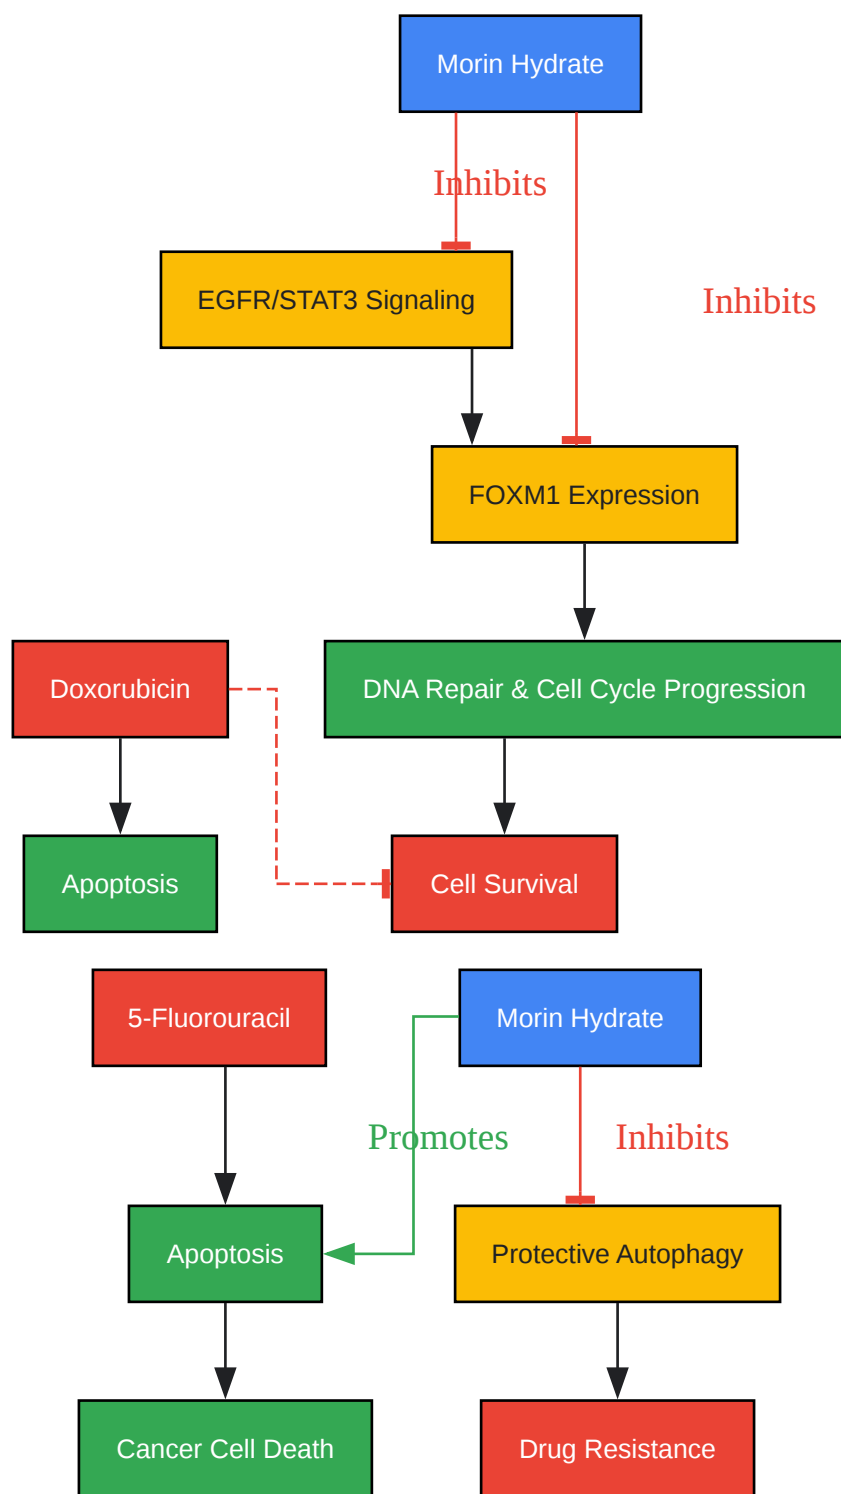 Morin Hydrate
Inhibits
EGFR/STAT3 Signaling
Inhibits
FOXM1 Expression
Doxorubicin
DNA Repair & Cell Cycle Progression
Apoptosis
Cell Survival
5-Fluorouracil
Morin Hydrate
Promotes
Inhibits
Apoptosis
Protective Autophagy
Cancer Cell Death
Drug Resistance